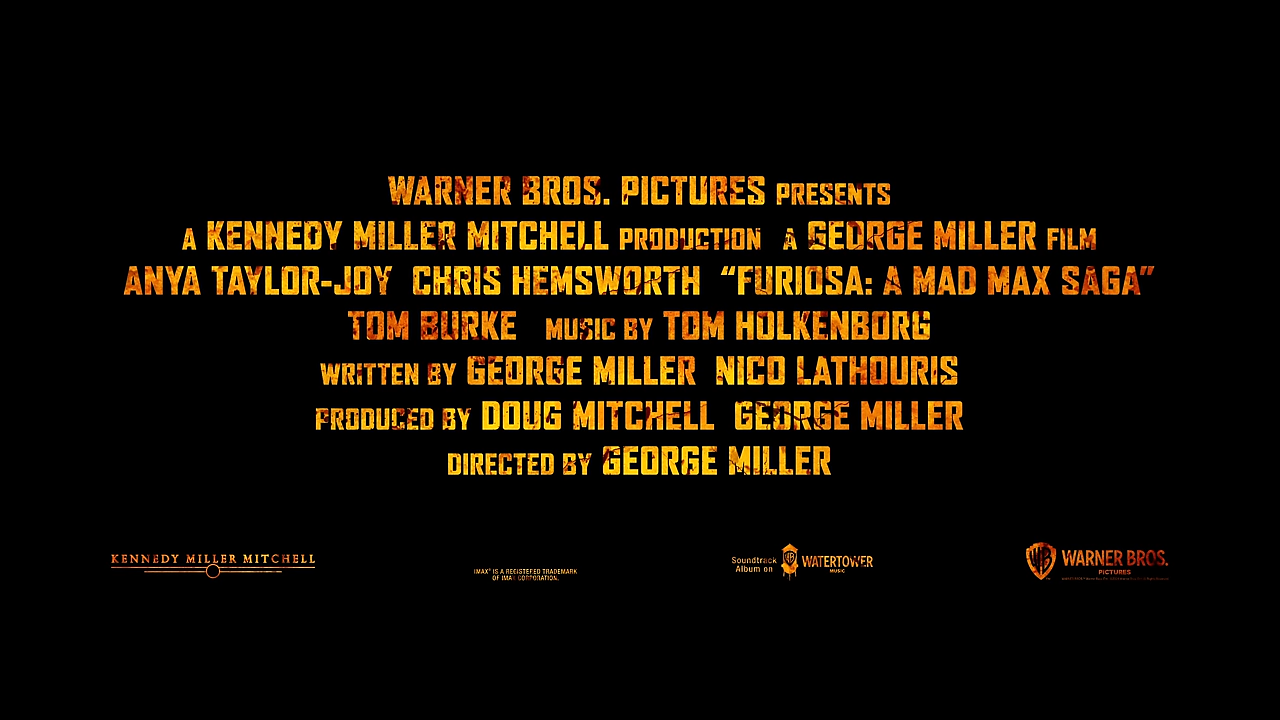 WARNER BROS. PICTURES PRESENTS
A KENNEDY MILLER MITCHELL PRODUCTION A GEORGE MILLER FILM
ANYA TAYLOR-JOY CHRIS HEMSWORTH “FURIOSA: A MAD MAX SAGA”
TOM BURKE MUSIC BY TOM HOLKENBORG
WRITTEN BY GEORGE MILLER NICO LATHOURIS
PRODUCED BY DOUG MITCHELL GEORGE MILLER
DIRECTED BY GEORGE MILLER
KENNEDY MILLER MITCHELL
IMAX® IS A REGISTERED TRADEMARK
OF IMAX CORPORATION.
Soundtrack
Album on
WB WATERTOWER
MUSIC
WB WARNER BROS.
PICTURES